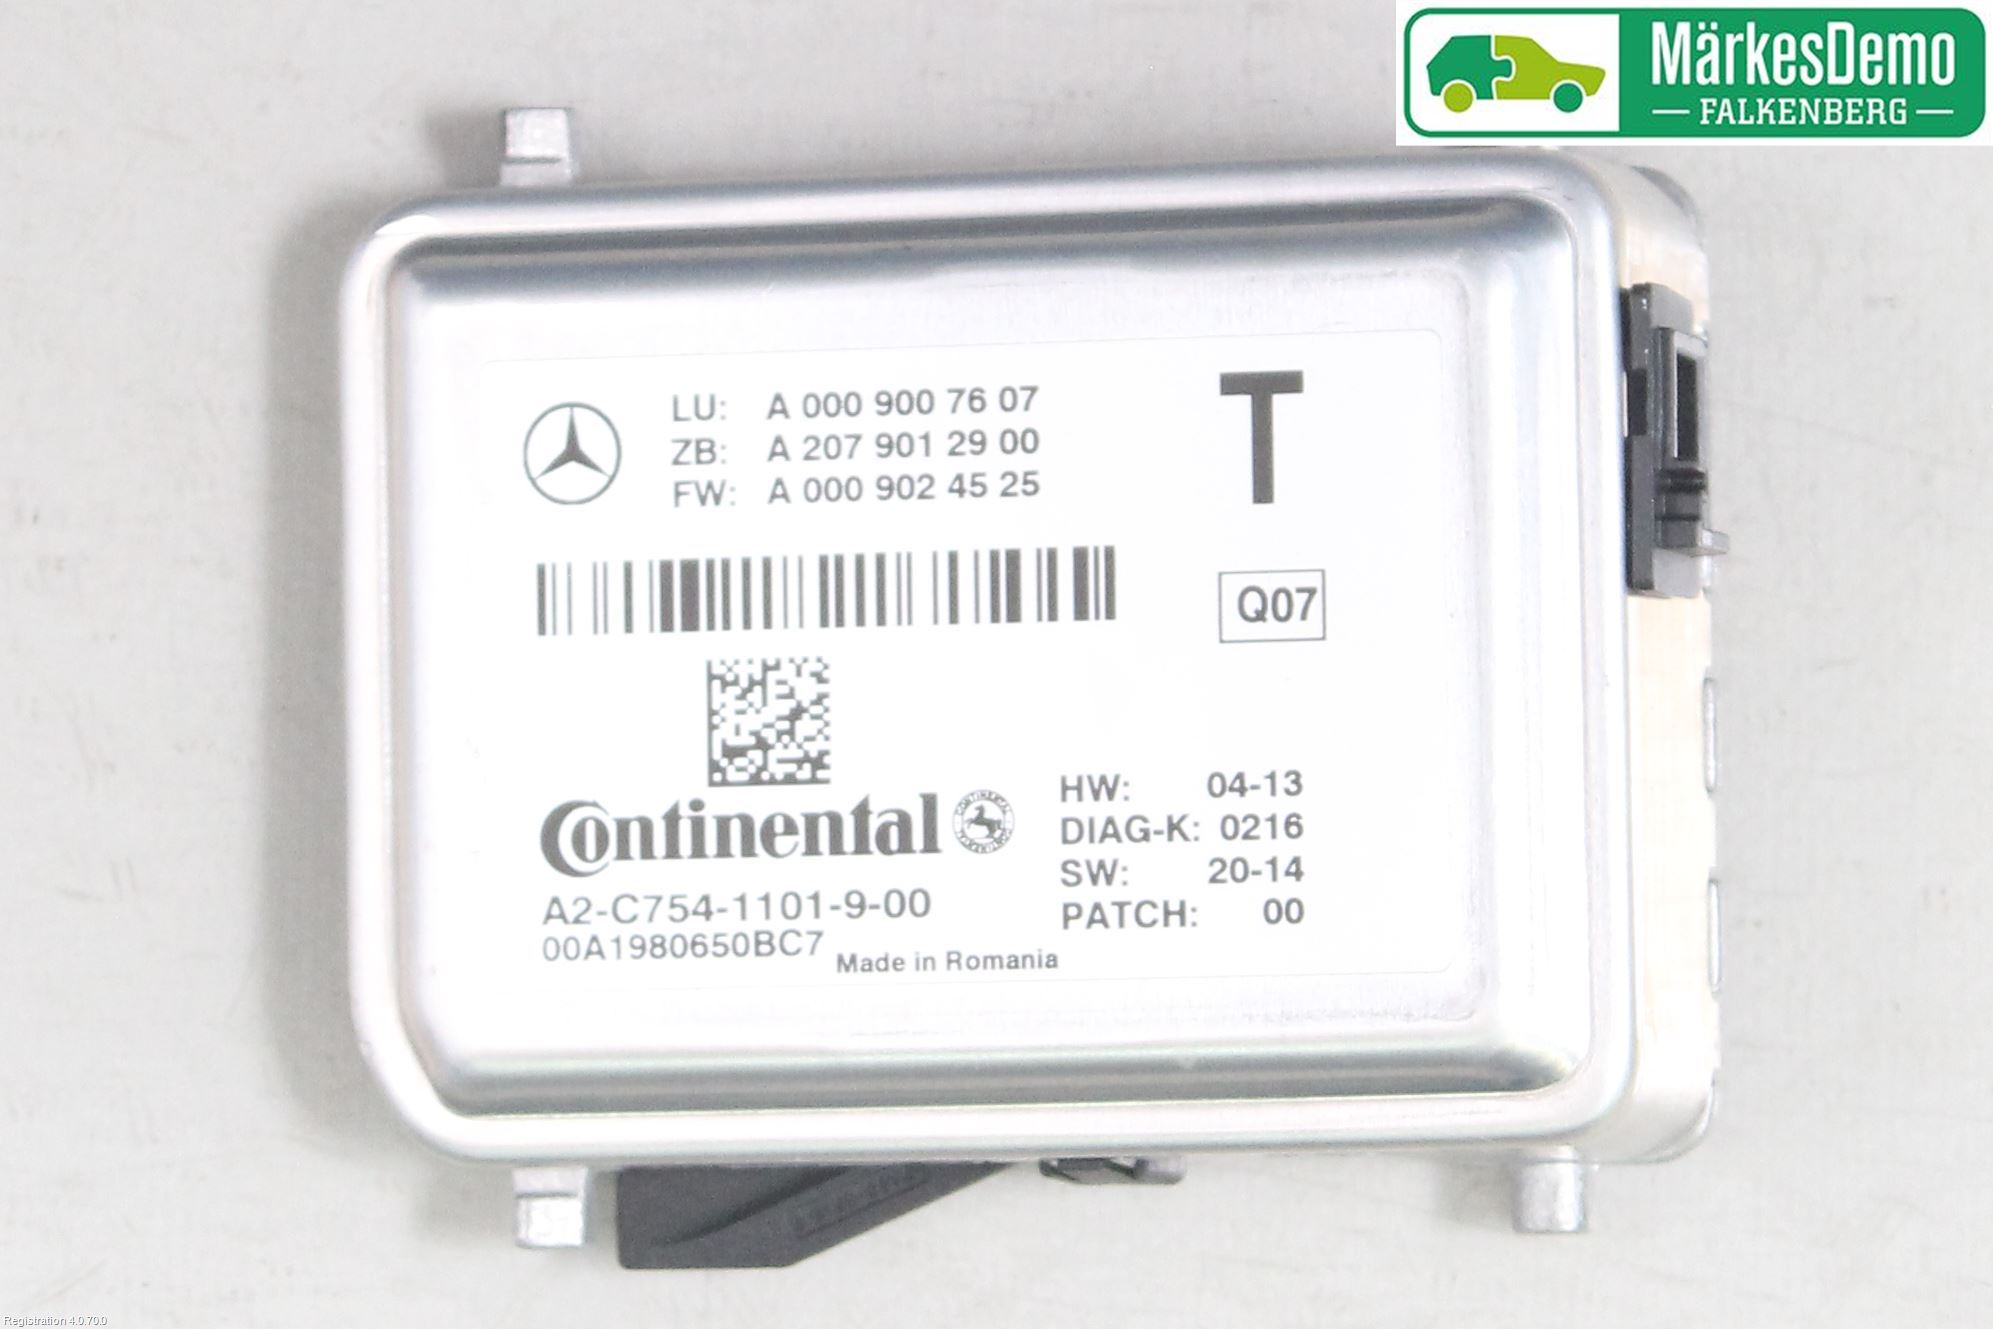 MärkesDemo
FALKENBERG
LU: A 000 900 76 07
ZB: A 207 901 29 00
FW: A 000 902 45 25
T
Q07
Continental
A2-C754-1101-9-00
00A1980650BC7
Made in Romania
HW: 04-13
DIAG-K: 0216
SW: 20-14
PATCH: 00
Registration 4.0.70.0